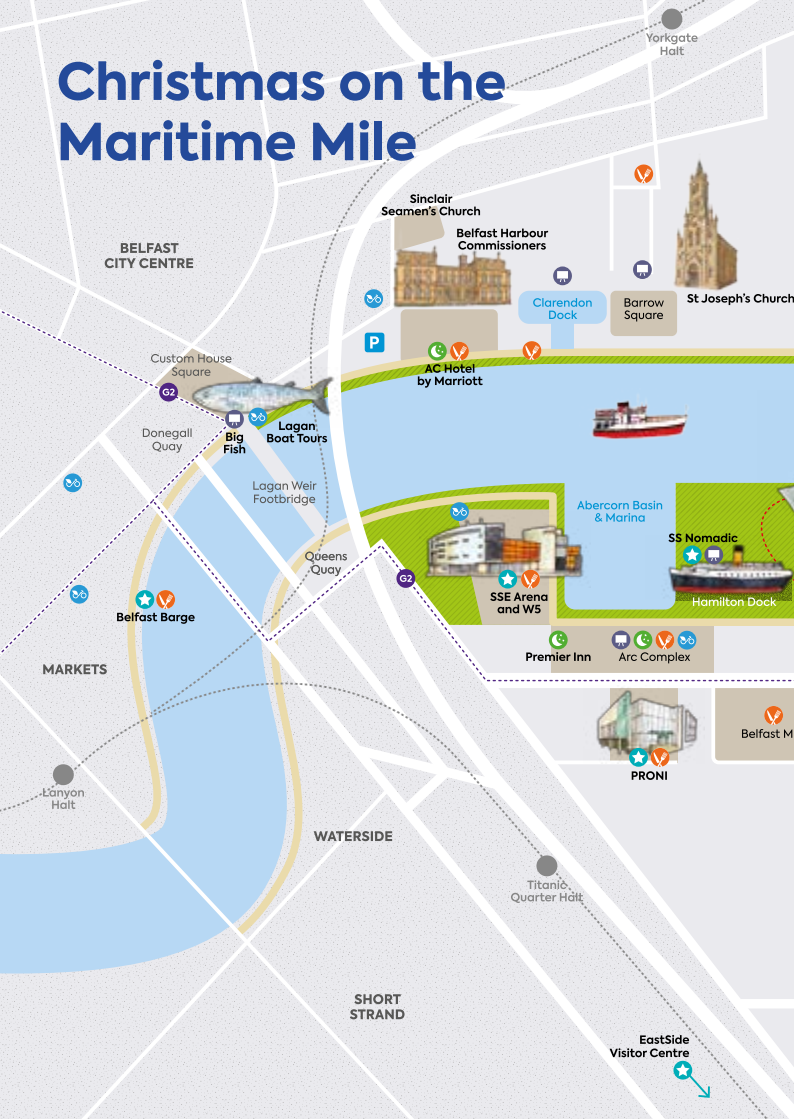 Christmas on the
Maritime Mile
Yorkgate
Halt
Sinclair
Seamen's Church
Belfast Harbour
Commissioners
BELFAST
CITY CENTRE
Clarendon
Dock
Barrow
Square
St Joseph's Church
P
Custom House
Square
AC Hotel
by Marriott
G2
Big
Fish
Lagan
Boat Tours
Donegall
Quay
Lagan Weir
Footbridge
Abercorn Basin
& Marina
SS Nomadic
Queens
Quay
G2
SSE Arena
and W5
Hamilton Dock
Belfast Barge
Premier Inn
Arc Complex
MARKETS
Belfast M
PRONI
Lanyon
Halt
WATERSIDE
Titanic
Quarter Halt
SHORT
STRAND
EastSide
Visitor Centre